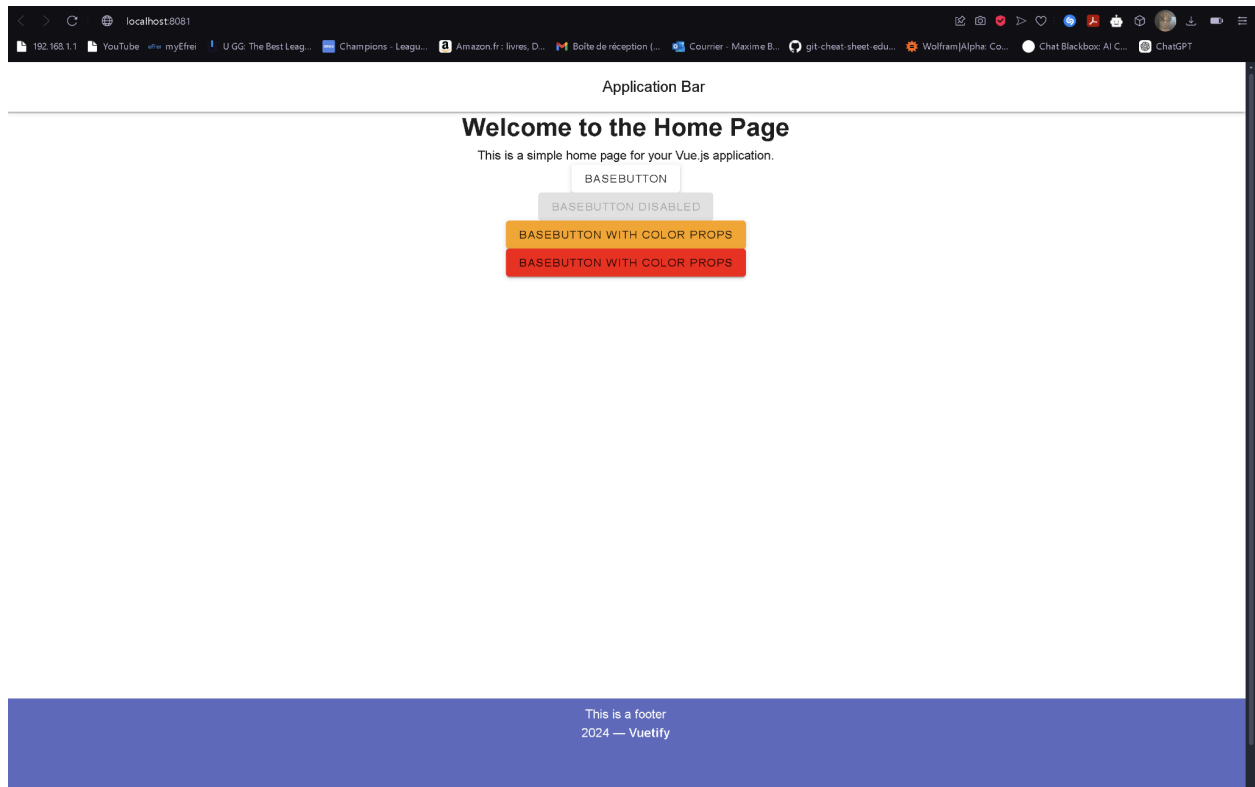 localhost:8081
192.168.1.1 YouTube efrei myEfrei U GG: The Best Leag... Champions - Leagu... Amazon.fr : livres, D... Boîte de réception (... Courrier - Maxime B... git-cheat-sheet-edu... Wolfram|Alpha: Co... Chat Blackbox: AI C... ChatGPT
Application Bar
Welcome to the Home Page
This is a simple home page for your Vue.js application.
BASEBUTTON
BASEBUTTON DISABLED
BASEBUTTON WITH COLOR PROPS
BASEBUTTON WITH COLOR PROPS
This is a footer
2024 — Vuetify